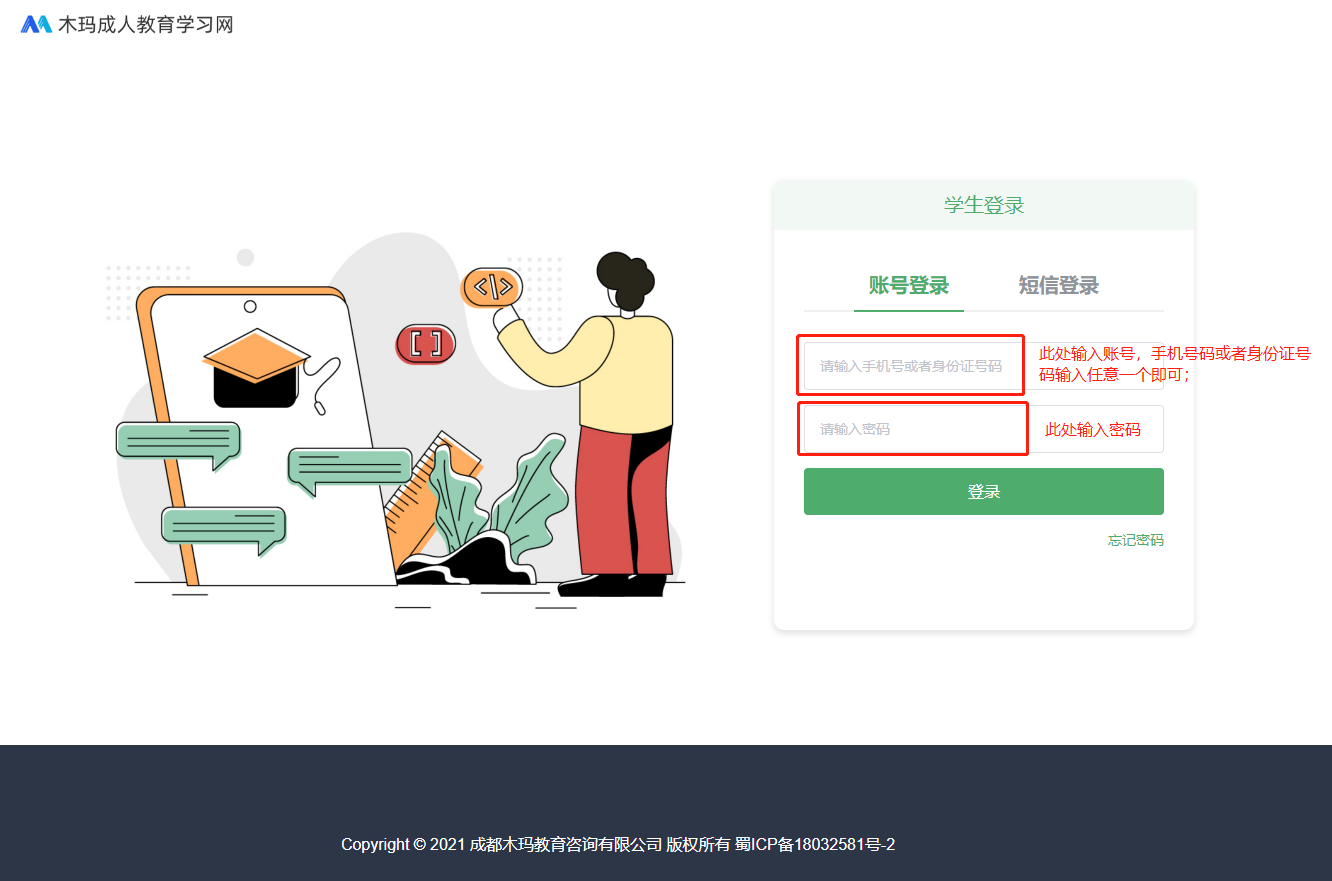 木玛成人教育学习网
学生登录
账号登录 短信登录
请输入手机号或者身份证号码
此处输入账号，手机号码或者身份证号
码输入任意一个即可；
请输入密码
此处输入密码
登录
忘记密码
Copyright © 2021 成都木玛教育咨询有限公司 版权所有 蜀ICP备18032581号-2